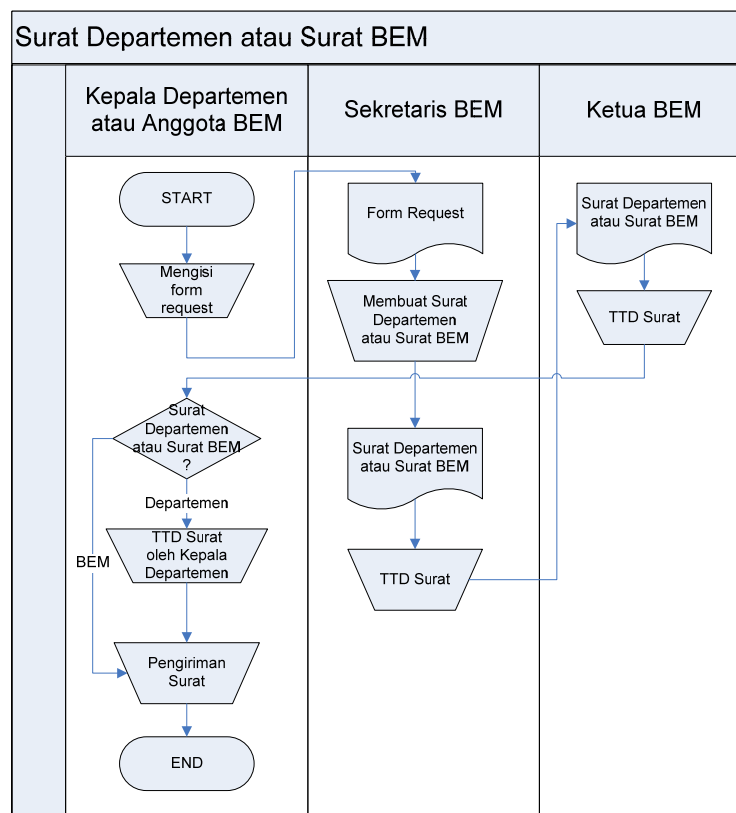 Surat Departemen atau Surat BEM
Kepala Departemen
atau Anggota BEM
Sekretaris BEM
Ketua BEM
START
Mengisi
form
request
Form Request
Membuat Surat
Departemen
atau Surat BEM
Surat Departemen
atau Surat BEM
TTD Surat
Surat Departemen
atau Surat BEM
TTD Surat
Surat
Departemen
atau Surat BEM
?
Departemen
BEM
TTD Surat
oleh Kepala
Departemen
Pengiriman
Surat
END